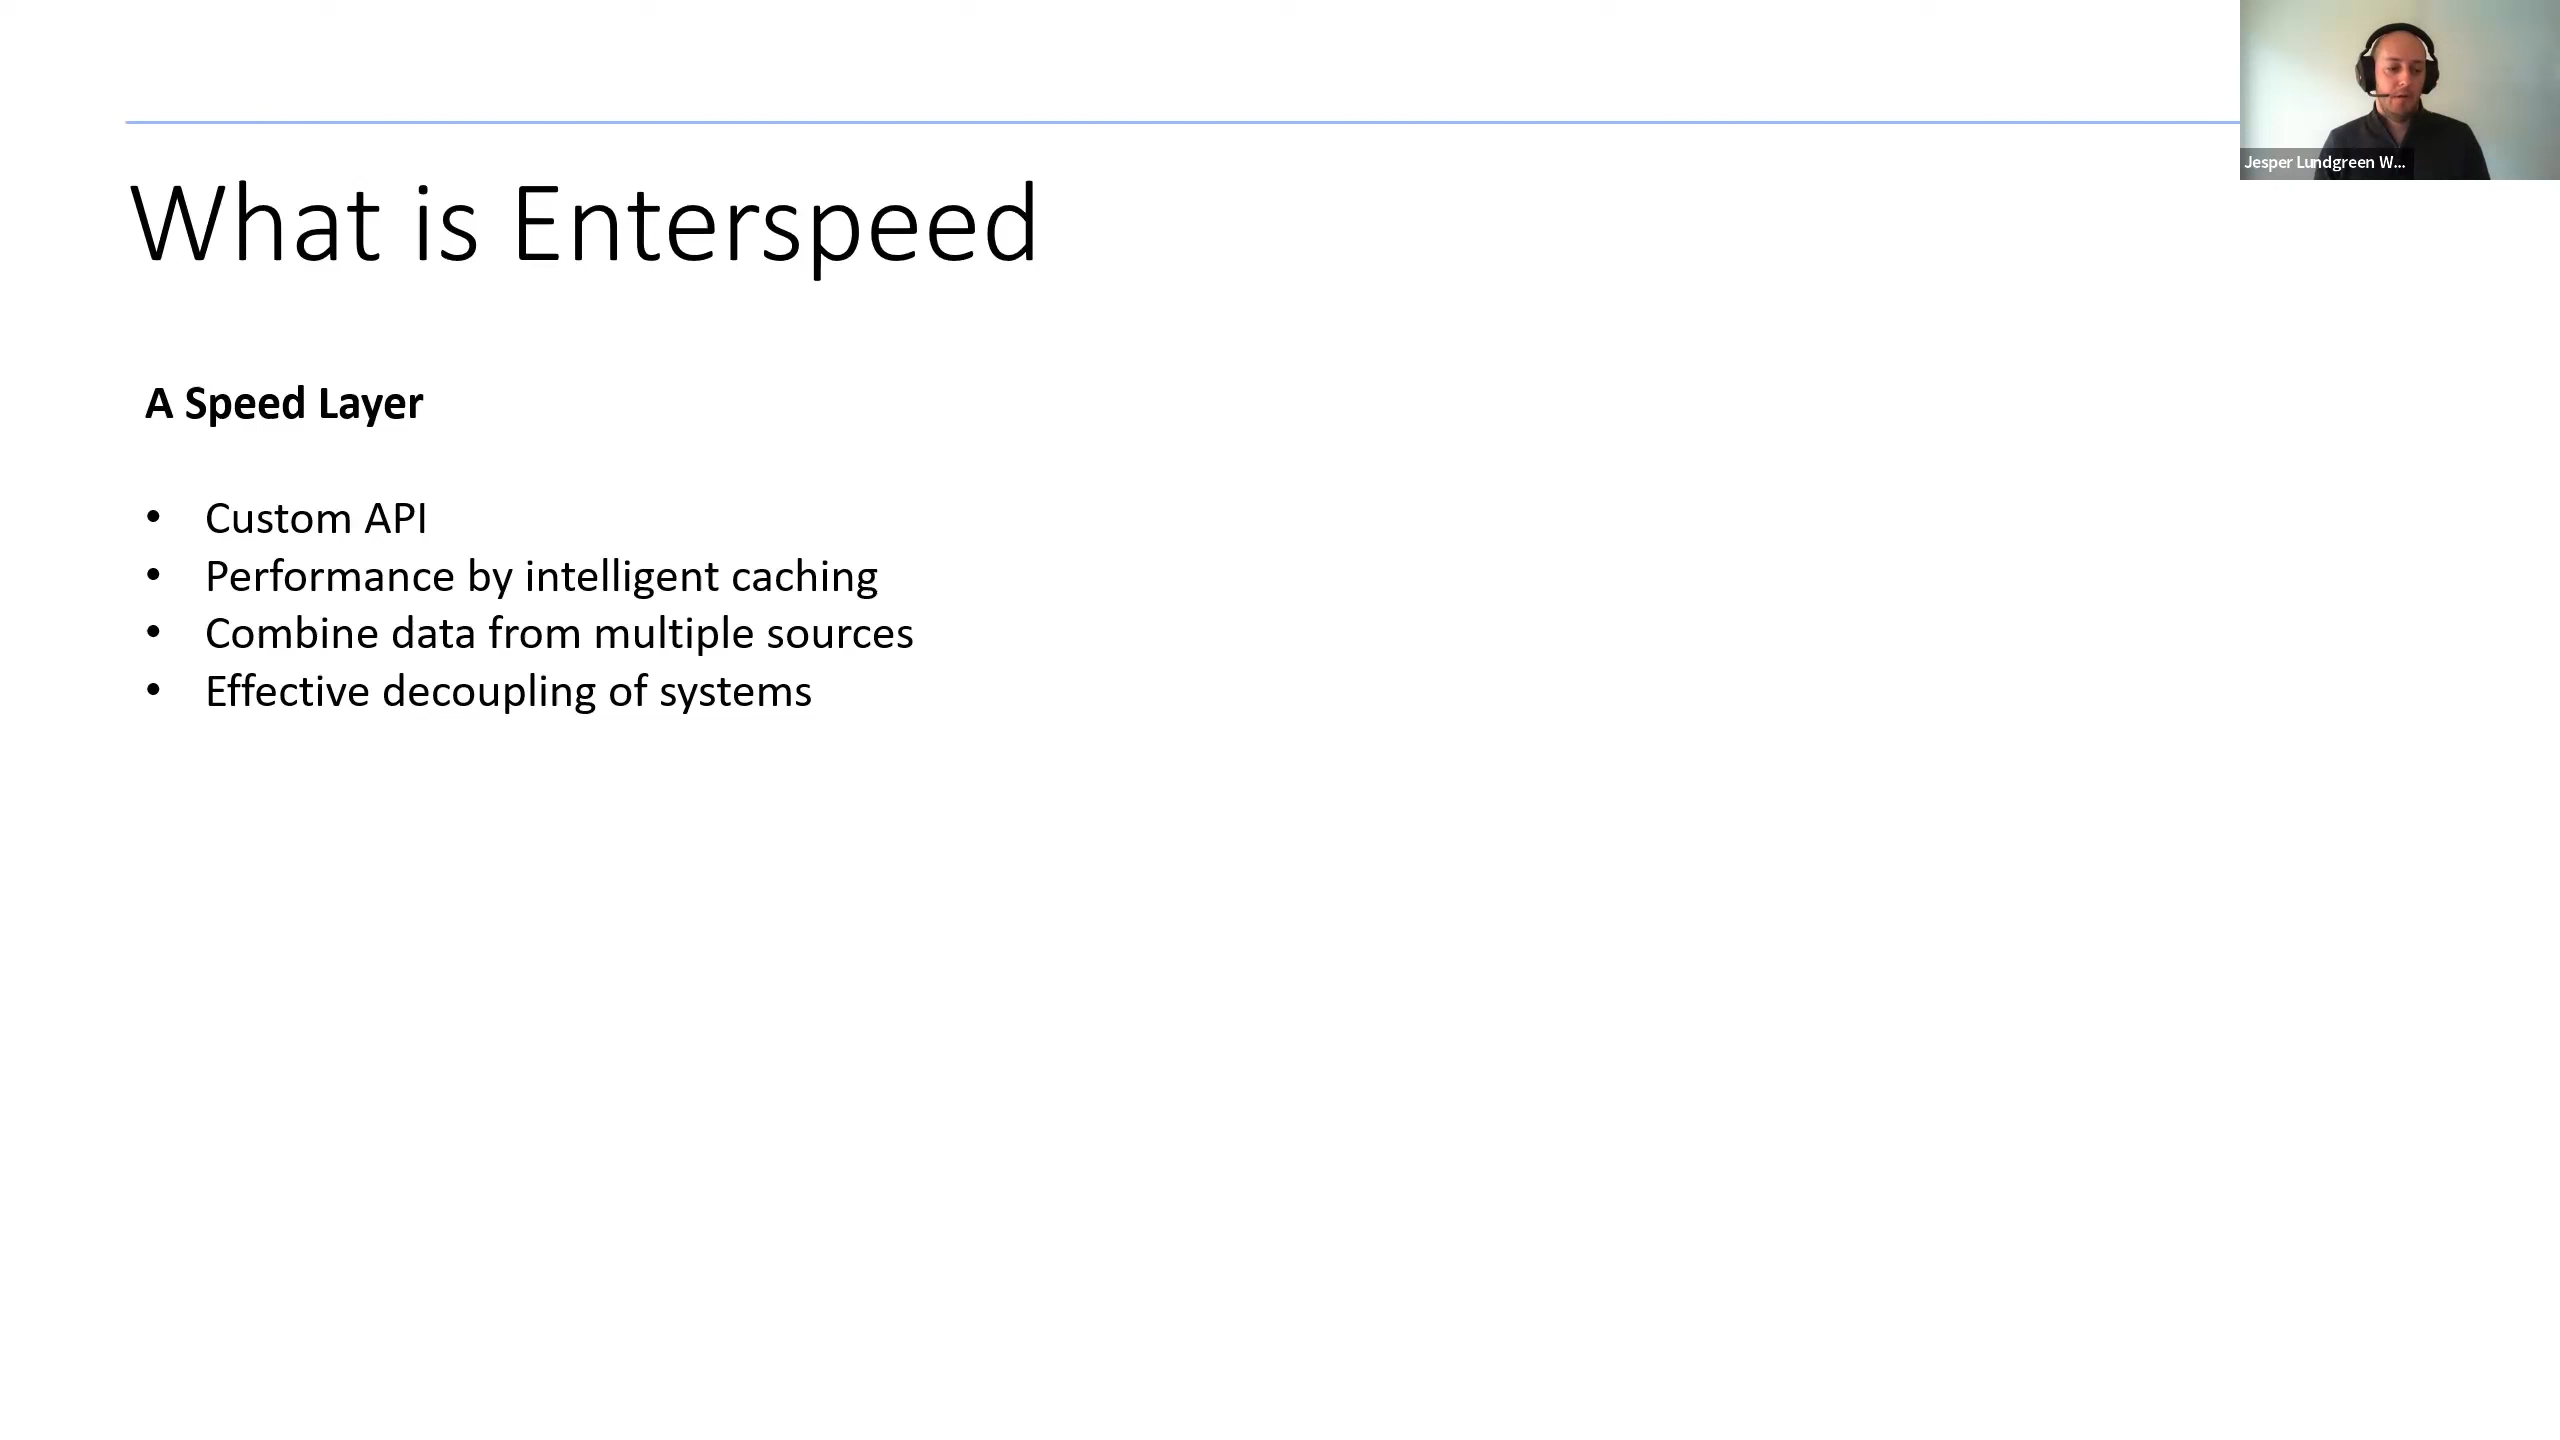 What is Enterspeed
A Speed Layer
• Custom API
• Performance by intelligent caching
• Combine data from multiple sources
• Effective decoupling of systems
Jesper Lundgreen W...